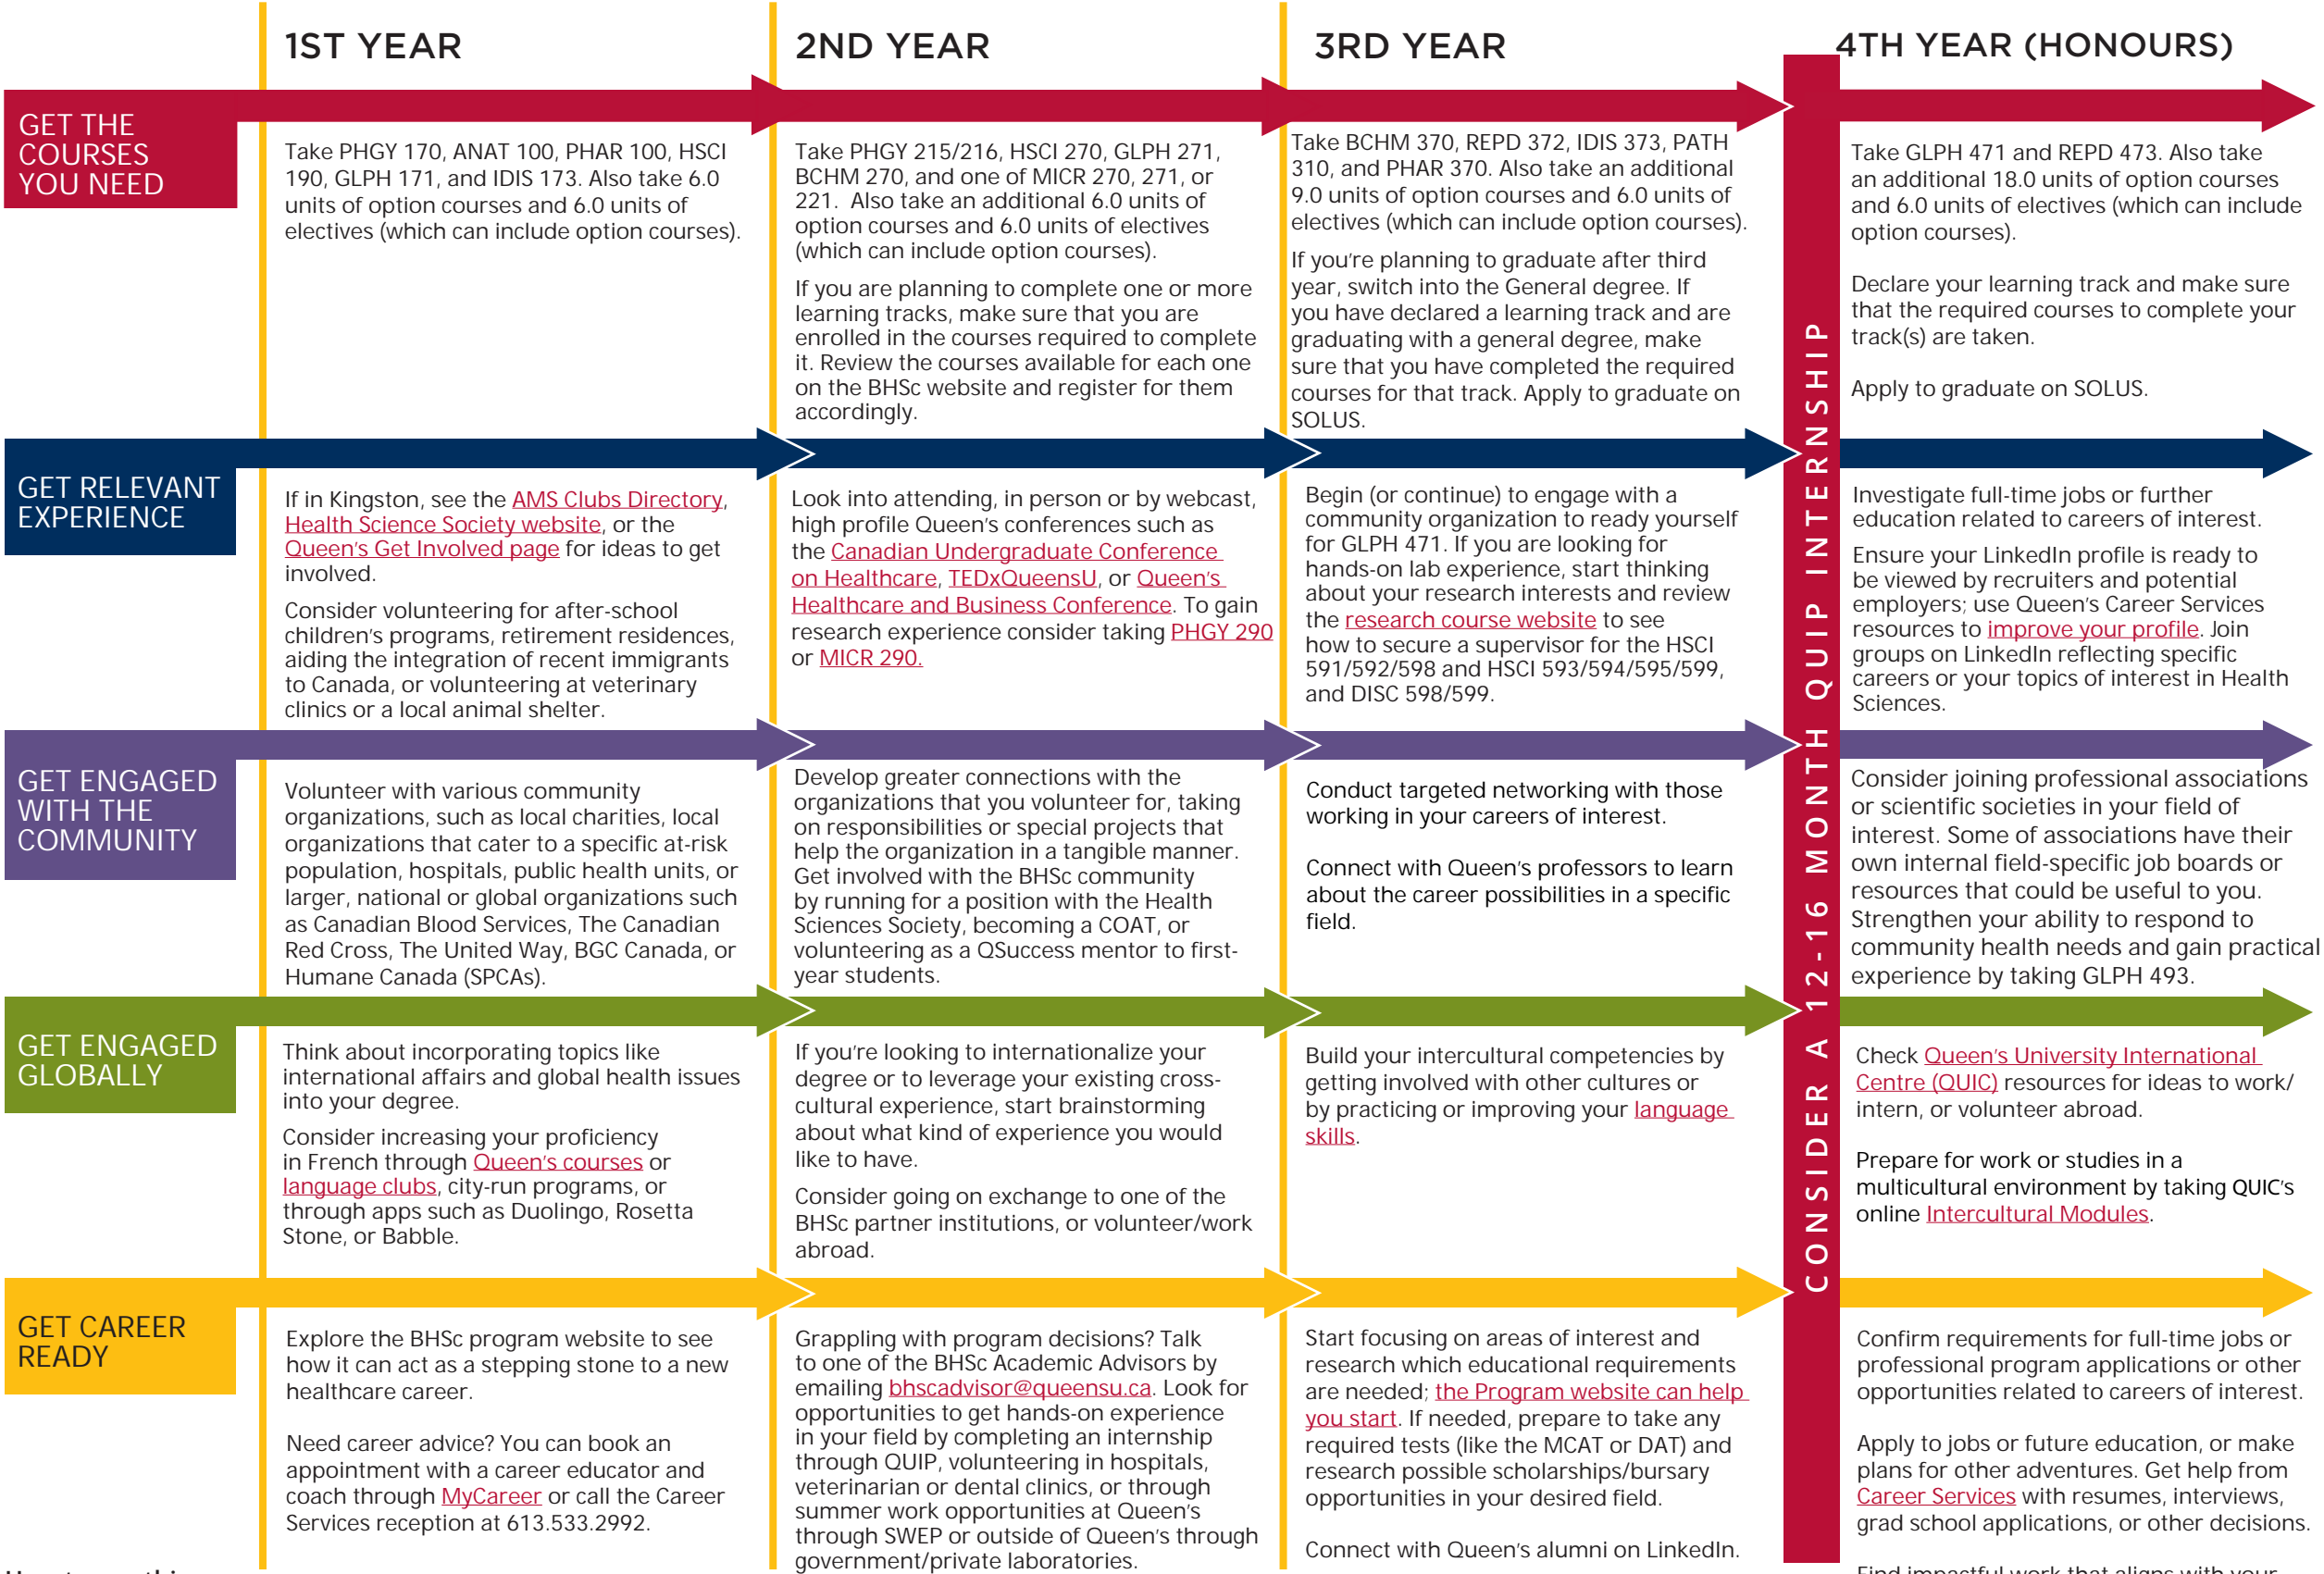 1ST YEAR
2ND YEAR
3RD YEAR
4TH YEAR (HONOURS)
GET THE
COURSES
YOU NEED
Take PHGY 170, ANAT 100, PHAR 100, HSCI
190, GLPH 171, and IDIS 173. Also take 6.0
units of option courses and 6.0 units of
electives (which can include option courses).
Take PHGY 215/216, HSCI 270, GLPH 271,
BCHM 270, and one of MICR 270, 271, or
221. Also take an additional 6.0 units of
option courses and 6.0 units of electives
(which can include option courses).
If you are planning to complete one or more
learning tracks, make sure that you are
enrolled in the courses required to complete
it. Review the courses available for each one
on the BHSc website and register for them
accordingly.
Take BCHM 370, REPD 372, IDIS 373, PATH
310, and PHAR 370. Also take an additional
9.0 units of option courses and 6.0 units of
electives (which can include option courses).
If you're planning to graduate after third
year, switch into the General degree. If
you have declared a learning track and are
graduating with a general degree, make
sure that you have completed the required
courses for that track. Apply to graduate on
SOLUS.
CONSIDER A 12-16 MONTH QUIP INTERNSHIP
Take GLPH 471 and REPD 473. Also take
an additional 18.0 units of option courses
and 6.0 units of electives (which can include
option courses).
Declare your learning track and make sure
that the required courses to complete your
track(s) are taken.
Apply to graduate on SOLUS.
GET RELEVANT
EXPERIENCE
If in Kingston, see the AMS Clubs Directory,
Health Science Society website, or the
Queen's Get Involved page for ideas to get
involved.
Consider volunteering for after-school
children's programs, retirement residences,
aiding the integration of recent immigrants
to Canada, or volunteering at veterinary
clinics or a local animal shelter.
Look into attending, in person or by webcast,
high profile Queen's conferences such as
the Canadian Undergraduate Conference
on Healthcare, TEDxQueensU, or Queen's
Healthcare and Business Conference. To gain
research experience consider taking PHGY 290
or MICR 290.
Begin (or continue) to engage with a
community organization to ready yourself
for GLPH 471. If you are looking for
hands-on lab experience, start thinking
about your research interests and review
the research course website to see
how to secure a supervisor for the HSCI
591/592/598 and HSCI 593/594/595/599,
and DISC 598/599.
Investigate full-time jobs or further
education related to careers of interest.
Ensure your LinkedIn profile is ready to
be viewed by recruiters and potential
employers; use Queen's Career Services
resources to improve your profile. Join
groups on LinkedIn reflecting specific
careers or your topics of interest in Health
Sciences.
GET ENGAGED
WITH THE
COMMUNITY
Volunteer with various community
organizations, such as local charities, local
organizations that cater to a specific at-risk
population, hospitals, public health units, or
larger, national or global organizations such
as Canadian Blood Services, The Canadian
Red Cross, The United Way, BGC Canada, or
Humane Canada (SPCAs).
Develop greater connections with the
organizations that you volunteer for, taking
on responsibilities or special projects that
help the organization in a tangible manner.
Get involved with the BHSc community
by running for a position with the Health
Sciences Society, becoming a COAT, or
volunteering as a QSuccess mentor to first-
year students.
Conduct targeted networking with those
working in your careers of interest.
Connect with Queen's professors to learn
about the career possibilities in a specific
field.
Consider joining professional associations
or scientific societies in your field of
interest. Some of associations have their
own internal field-specific job boards or
resources that could be useful to you.
Strengthen your ability to respond to
community health needs and gain practical
experience by taking GLPH 493.
GET ENGAGED
GLOBALLY
Think about incorporating topics like
international affairs and global health issues
into your degree.
Consider increasing your proficiency
in French through Queen's courses or
language clubs, city-run programs, or
through apps such as Duolingo, Rosetta
Stone, or Babble.
If you're looking to internationalize your
degree or to leverage your existing cross-
cultural experience, start brainstorming
about what kind of experience you would
like to have.
Consider going on exchange to one of the
BHSc partner institutions, or volunteer/work
abroad.
Build your intercultural competencies by
getting involved with other cultures or
by practicing or improving your language
skills.
Check Queen's University International
Centre (QUIC) resources for ideas to work/
intern, or volunteer abroad.
Prepare for work or studies in a
multicultural environment by taking QUIC's
online Intercultural Modules.
GET CAREER
READY
Explore the BHSc program website to see
how it can act as a stepping stone to a new
healthcare career.
Need career advice? You can book an
appointment with a career educator and
coach through MyCareer or call the Career
Services reception at 613.533.2992.
Grappling with program decisions? Talk
to one of the BHSc Academic Advisors by
emailing bhscadvisor@queensu.ca. Look for
opportunities to get hands-on experience
in your field by completing an internship
through QUIP, volunteering in hospitals,
veterinarian or dental clinics, or through
summer work opportunities at Queen's
through SWEP or outside of Queen's through
government/private laboratories.
Start focusing on areas of interest and
research which educational requirements
are needed; the Program website can help
you start. If needed, prepare to take any
required tests (like the MCAT or DAT) and
research possible scholarships/bursary
opportunities in your desired field.
Connect with Queen's alumni on LinkedIn.
Confirm requirements for full-time jobs or
professional program applications or other
opportunities related to careers of interest.
Apply to jobs or future education, or make
plans for other adventures. Get help from
Career Services with resumes, interviews,
grad school applications, or other decisions.
Find impactful work that aligns with your